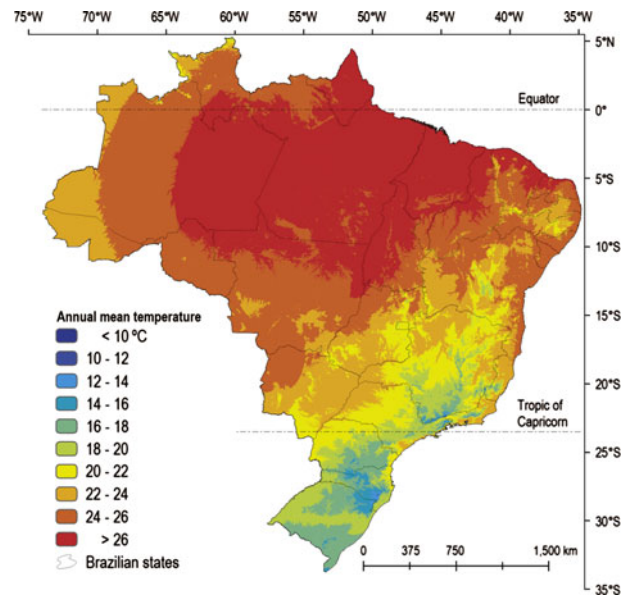 75°W 70°W 65°W 60°W 55°W 50°W 45°W 40°W 35°W
5°N
Equator
0°
5°S
10°S
15°S
20°S
Tropic of
Capricorn
25°S
30°S
35°S
Annual mean temperature
< 10 ºC
10 - 12
12 - 14
14 - 16
16 - 18
18 - 20
20 - 22
22 - 24
24 - 26
> 26
Brazilian states
0 375 750 1,500 km